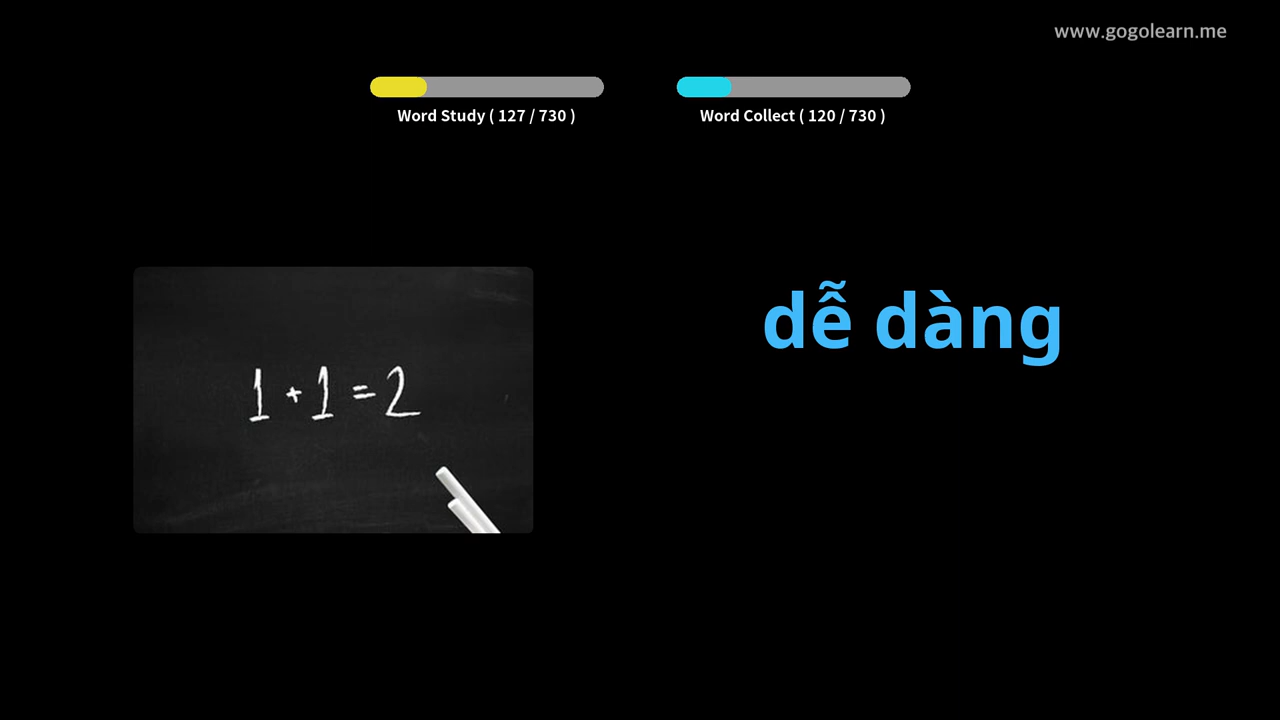 www.gogolearn.me
Word Study ( 127 / 730 )
Word Collect ( 120 / 730 )
dễ dàng
1 + 1 = 2